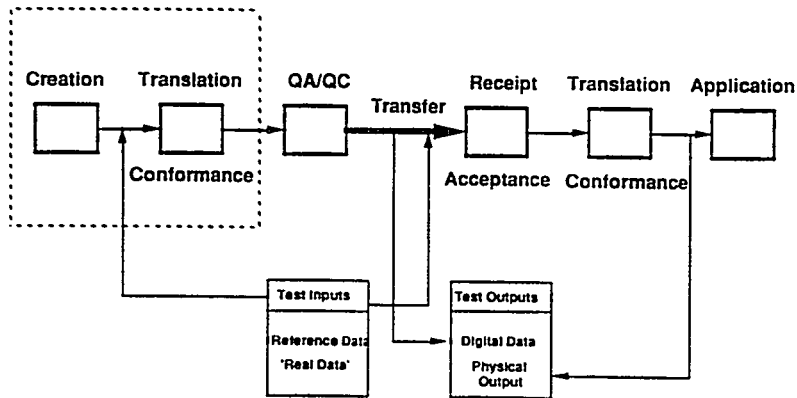 Creation
Translation
QA/QC
Transfer
Receipt
Translation
Application
Conformance
Acceptance
Conformance
Test Inputs
Reference Data
'Real Data'
Test Outputs
Digital Data
Physical
Output